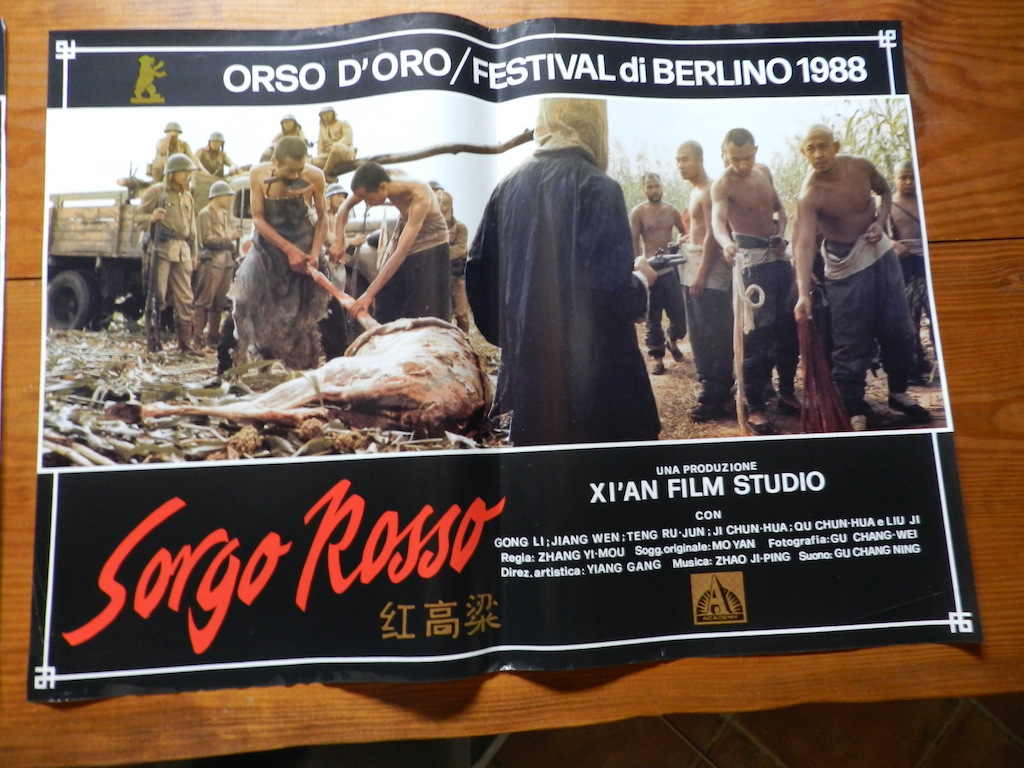 ORSO D'ORO/FESTIVAL di BERLINO 1988
Sorgo Rosso
红高粱
UNA PRODUZIONE
XI'AN FILM STUDIO
CON
GONG LI; JIANG WEN; TENG RU-JUN; JI CHUN-HUA; QU CHUN-HUA e LIU JI
Regia: ZHANG YI-MOU Sogg. originale: MO YAN Fotografia: GU CHANG-WEI
Direz. artistica: YIANG GANG Musica: ZHAO JI-PING Suono: GU CHANG NING
A
ACADEMY